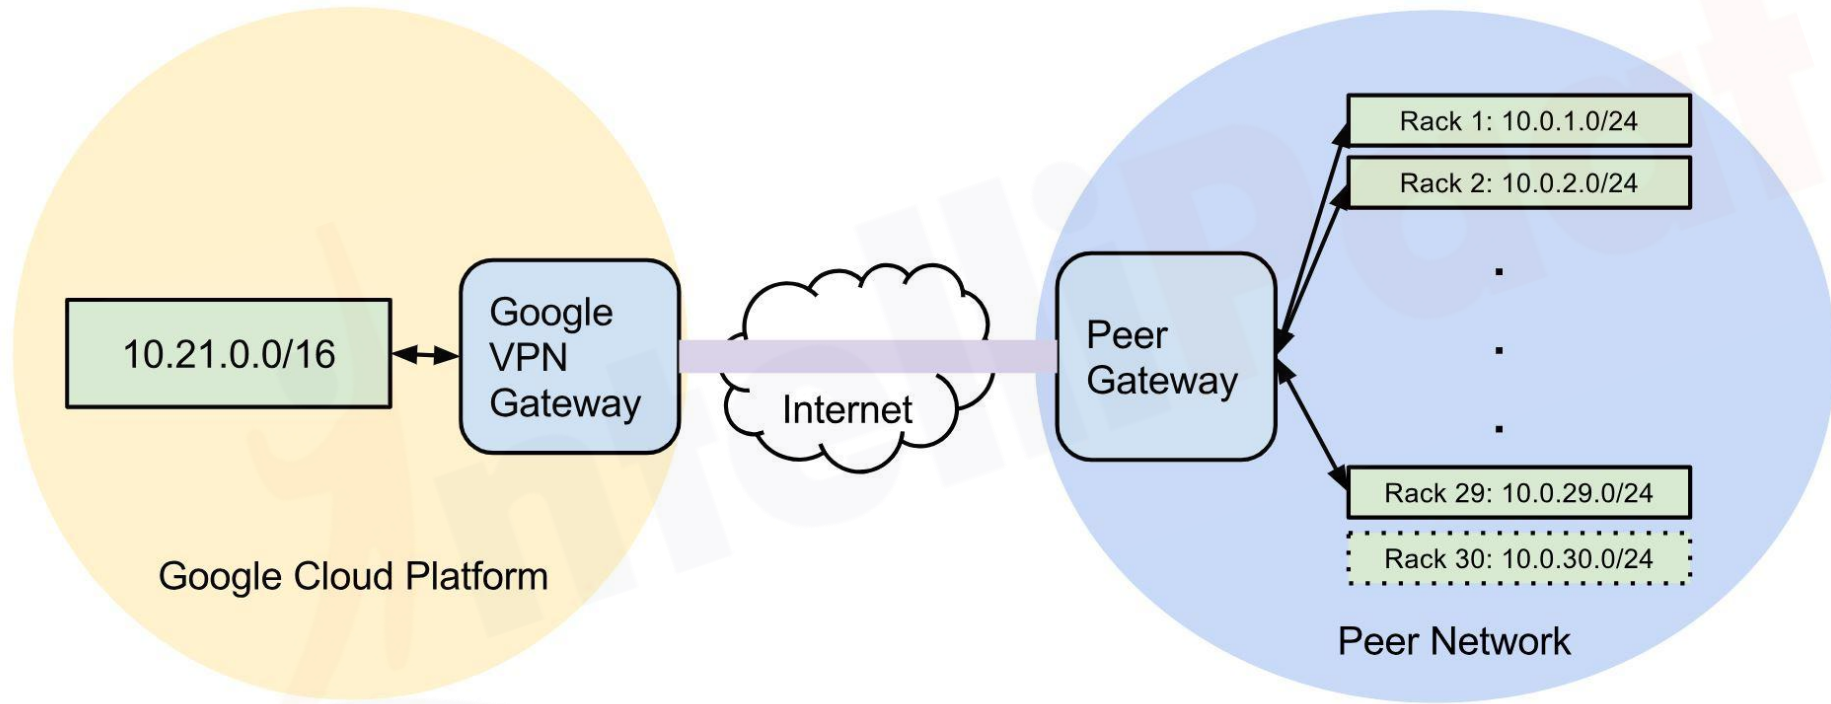 10.21.0.0/16
Google
VPN
Gateway
Google Cloud Platform
Internet
Peer
Gateway
Rack 1: 10.0.1.0/24
Rack 2: 10.0.2.0/24
Rack 29: 10.0.29.0/24
Rack 30: 10.0.30.0/24
Peer Network
intelliPaat